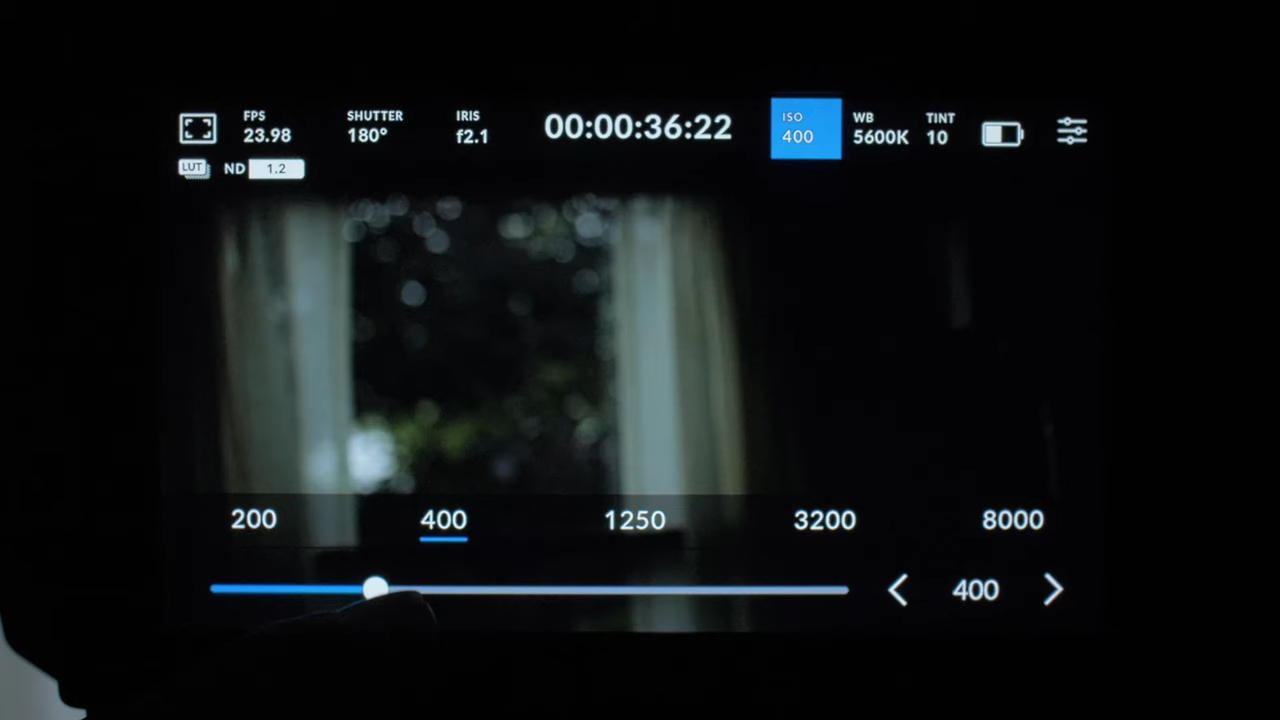 FPS SHUTTER IRIS 00:00:36:22 ISO WB TINT
23.98 180° f2.1 400 5600K 10
LUT ND 1.2
200 400 1250 3200 8000
400